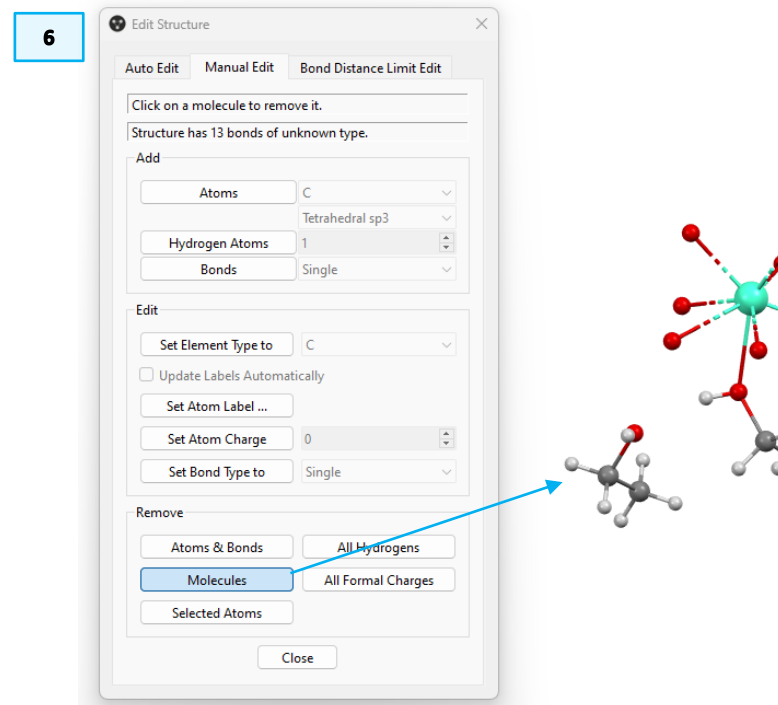 6
Edit Structure
Auto Edit Manual Edit Bond Distance Limit Edit
Click on a molecule to remove it.
Structure has 13 bonds of unknown type.
Add
Atoms C
Tetrahedral sp3
Hydrogen Atoms 1
Bonds Single
Edit
Set Element Type to C
Update Labels Automatically
Set Atom Label ...
Set Atom Charge 0
Set Bond Type to Single
Remove
Atoms & Bonds All Hydrogens
Molecules All Formal Charges
Selected Atoms
Close